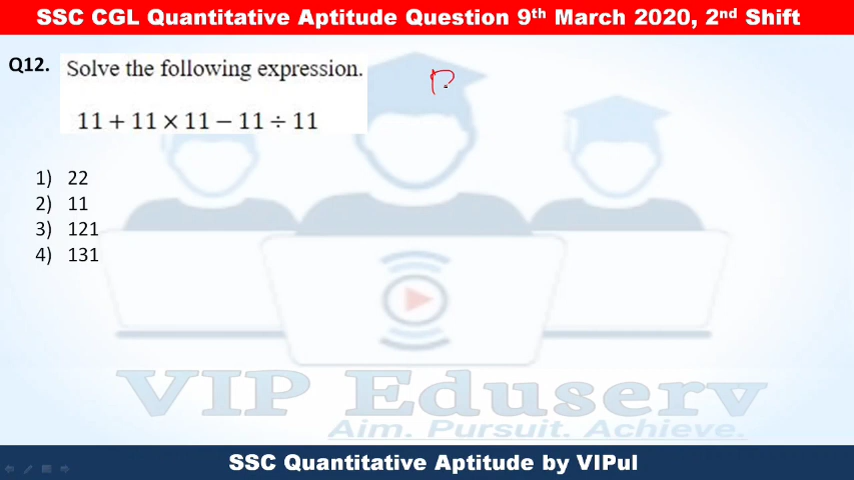 SSC CGL Quantitative Aptitude Question 9th March 2020, 2nd Shift
Q12. Solve the following expression.
11 + 11 × 11 − 11 ÷ 11
1) 22
2) 11
3) 121
4) 131
VIP Eduserv
Aim. Pursuit. Achieve.
SSC Quantitative Aptitude by VIPul